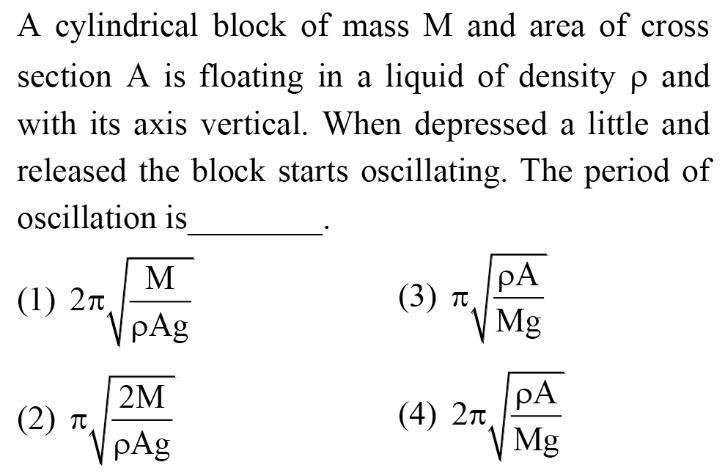 A cylindrical block of mass M and area of cross
section A is floating in a liquid of density ρ and
with its axis vertical. When depressed a little and
released the block starts oscillating. The period of
oscillation is_________.
(1) 2π√(M/ρAg) (3) π√(ρA/Mg)
(2) π√(2M/ρAg) (4) 2π√(ρA/Mg)